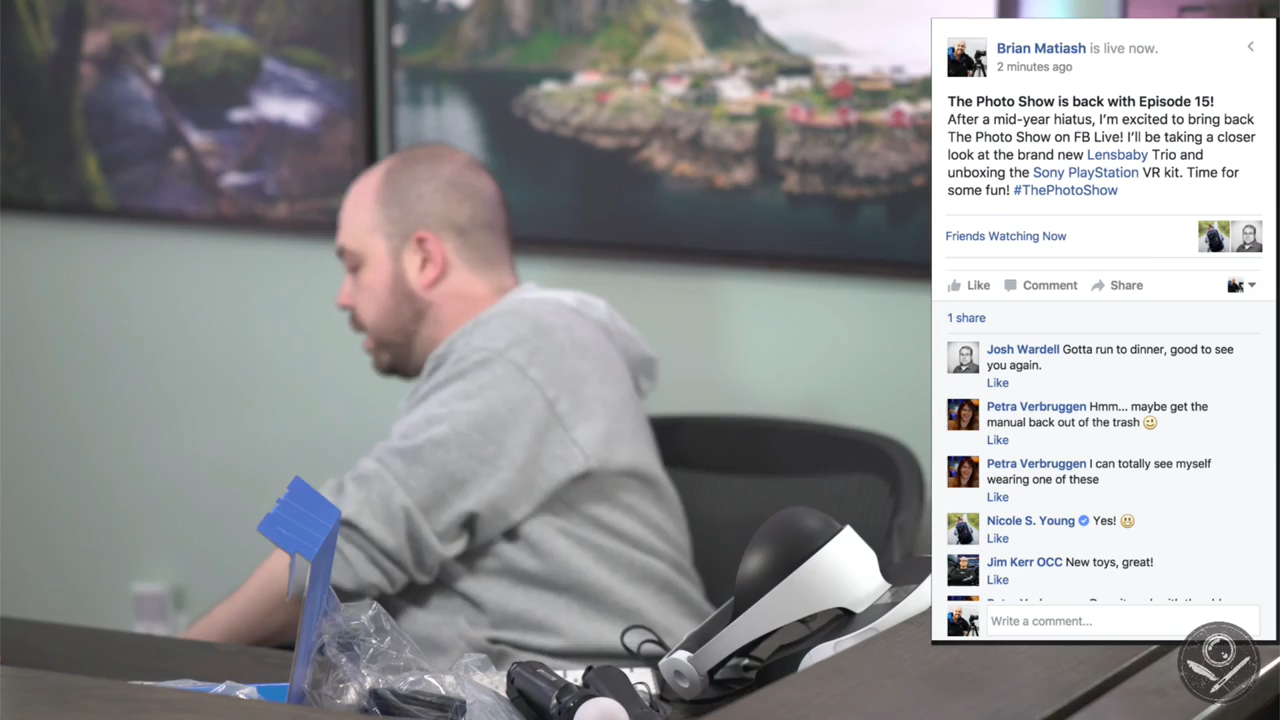 Brian Matiash is live now.
2 minutes ago
The Photo Show is back with Episode 15!
After a mid-year hiatus, I'm excited to bring back
The Photo Show on FB Live! I'll be taking a closer
look at the brand new Lensbaby Trio and
unboxing the Sony PlayStation VR kit. Time for
some fun! #ThePhotoShow
Friends Watching Now
Like Comment Share
1 share
Josh Wardell Gotta run to dinner, good to see
you again.
Like
Petra Verbruggen Hmm... maybe get the
manual back out of the trash 😃
Like
Petra Verbruggen I can totally see myself
wearing one of these
Like
Nicole S. Young Yes! 😃
Like
Jim Kerr OCC New toys, great!
Like
Write a comment...